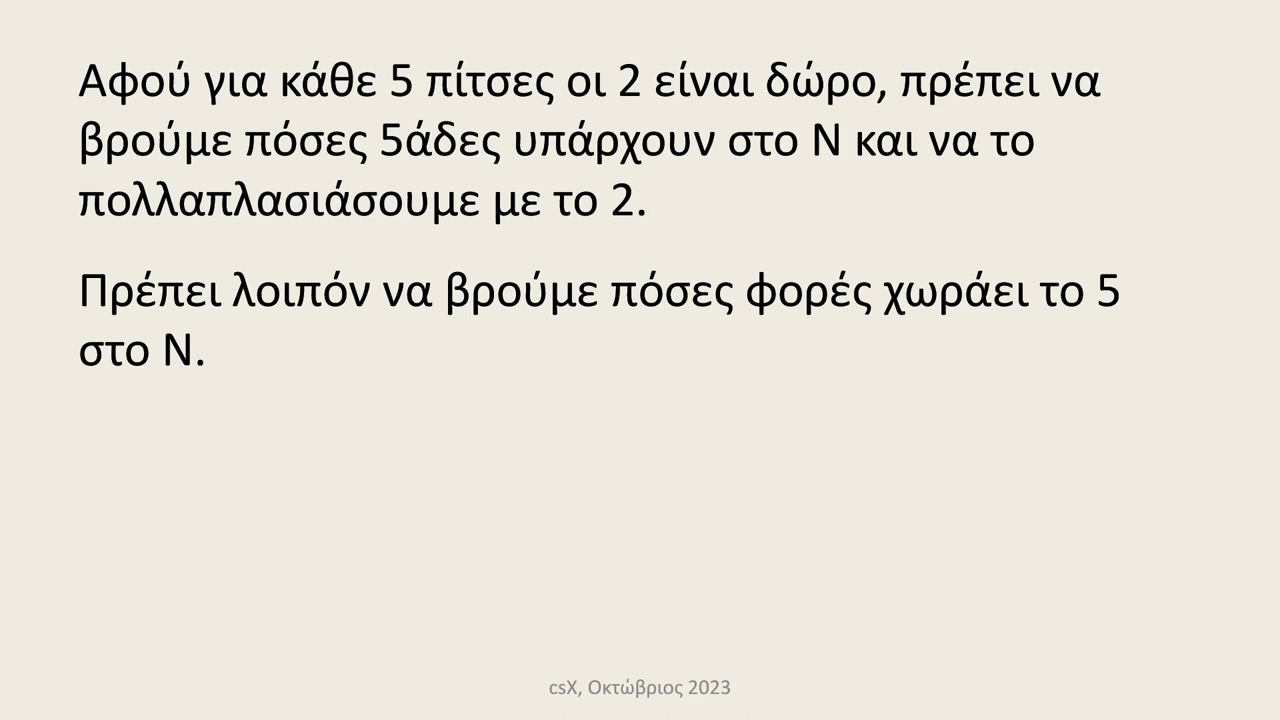 Αφού για κάθε 5 πίτσες οι 2 είναι δώρο, πρέπει να
βρούμε πόσες 5άδες υπάρχουν στο Ν και να το
πολλαπλασιάσουμε με το 2.
Πρέπει λοιπόν να βρούμε πόσες φορές χωράει το 5
στο Ν.
csX, Οκτώβριος 2023